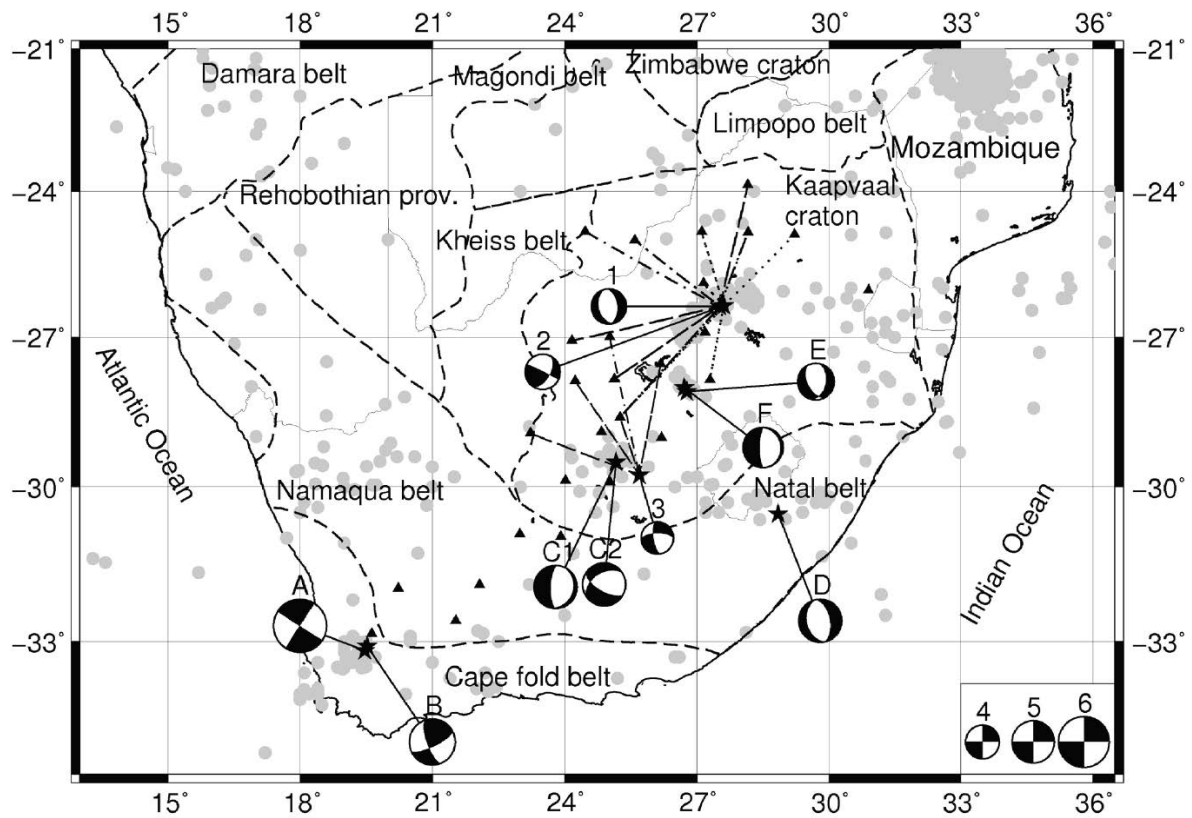 15° 18° 21° 24° 27° 30° 33° 36°
−21° −21°
Damara belt
Magondi belt
Zimbabwe craton
Limpopo belt
Mozambique
−24° −24°
Rehobothian prov.
Kaapvaal
craton
Kheiss belt
1
−27° −27°
2
E
F
Atlantic Ocean
−30° −30°
Namaqua belt
Natal belt
3
C1 C2
Indian Ocean
A
D
−33° −33°
Cape fold belt
B
4 5 6
15° 18° 21° 24° 27° 30° 33° 36°